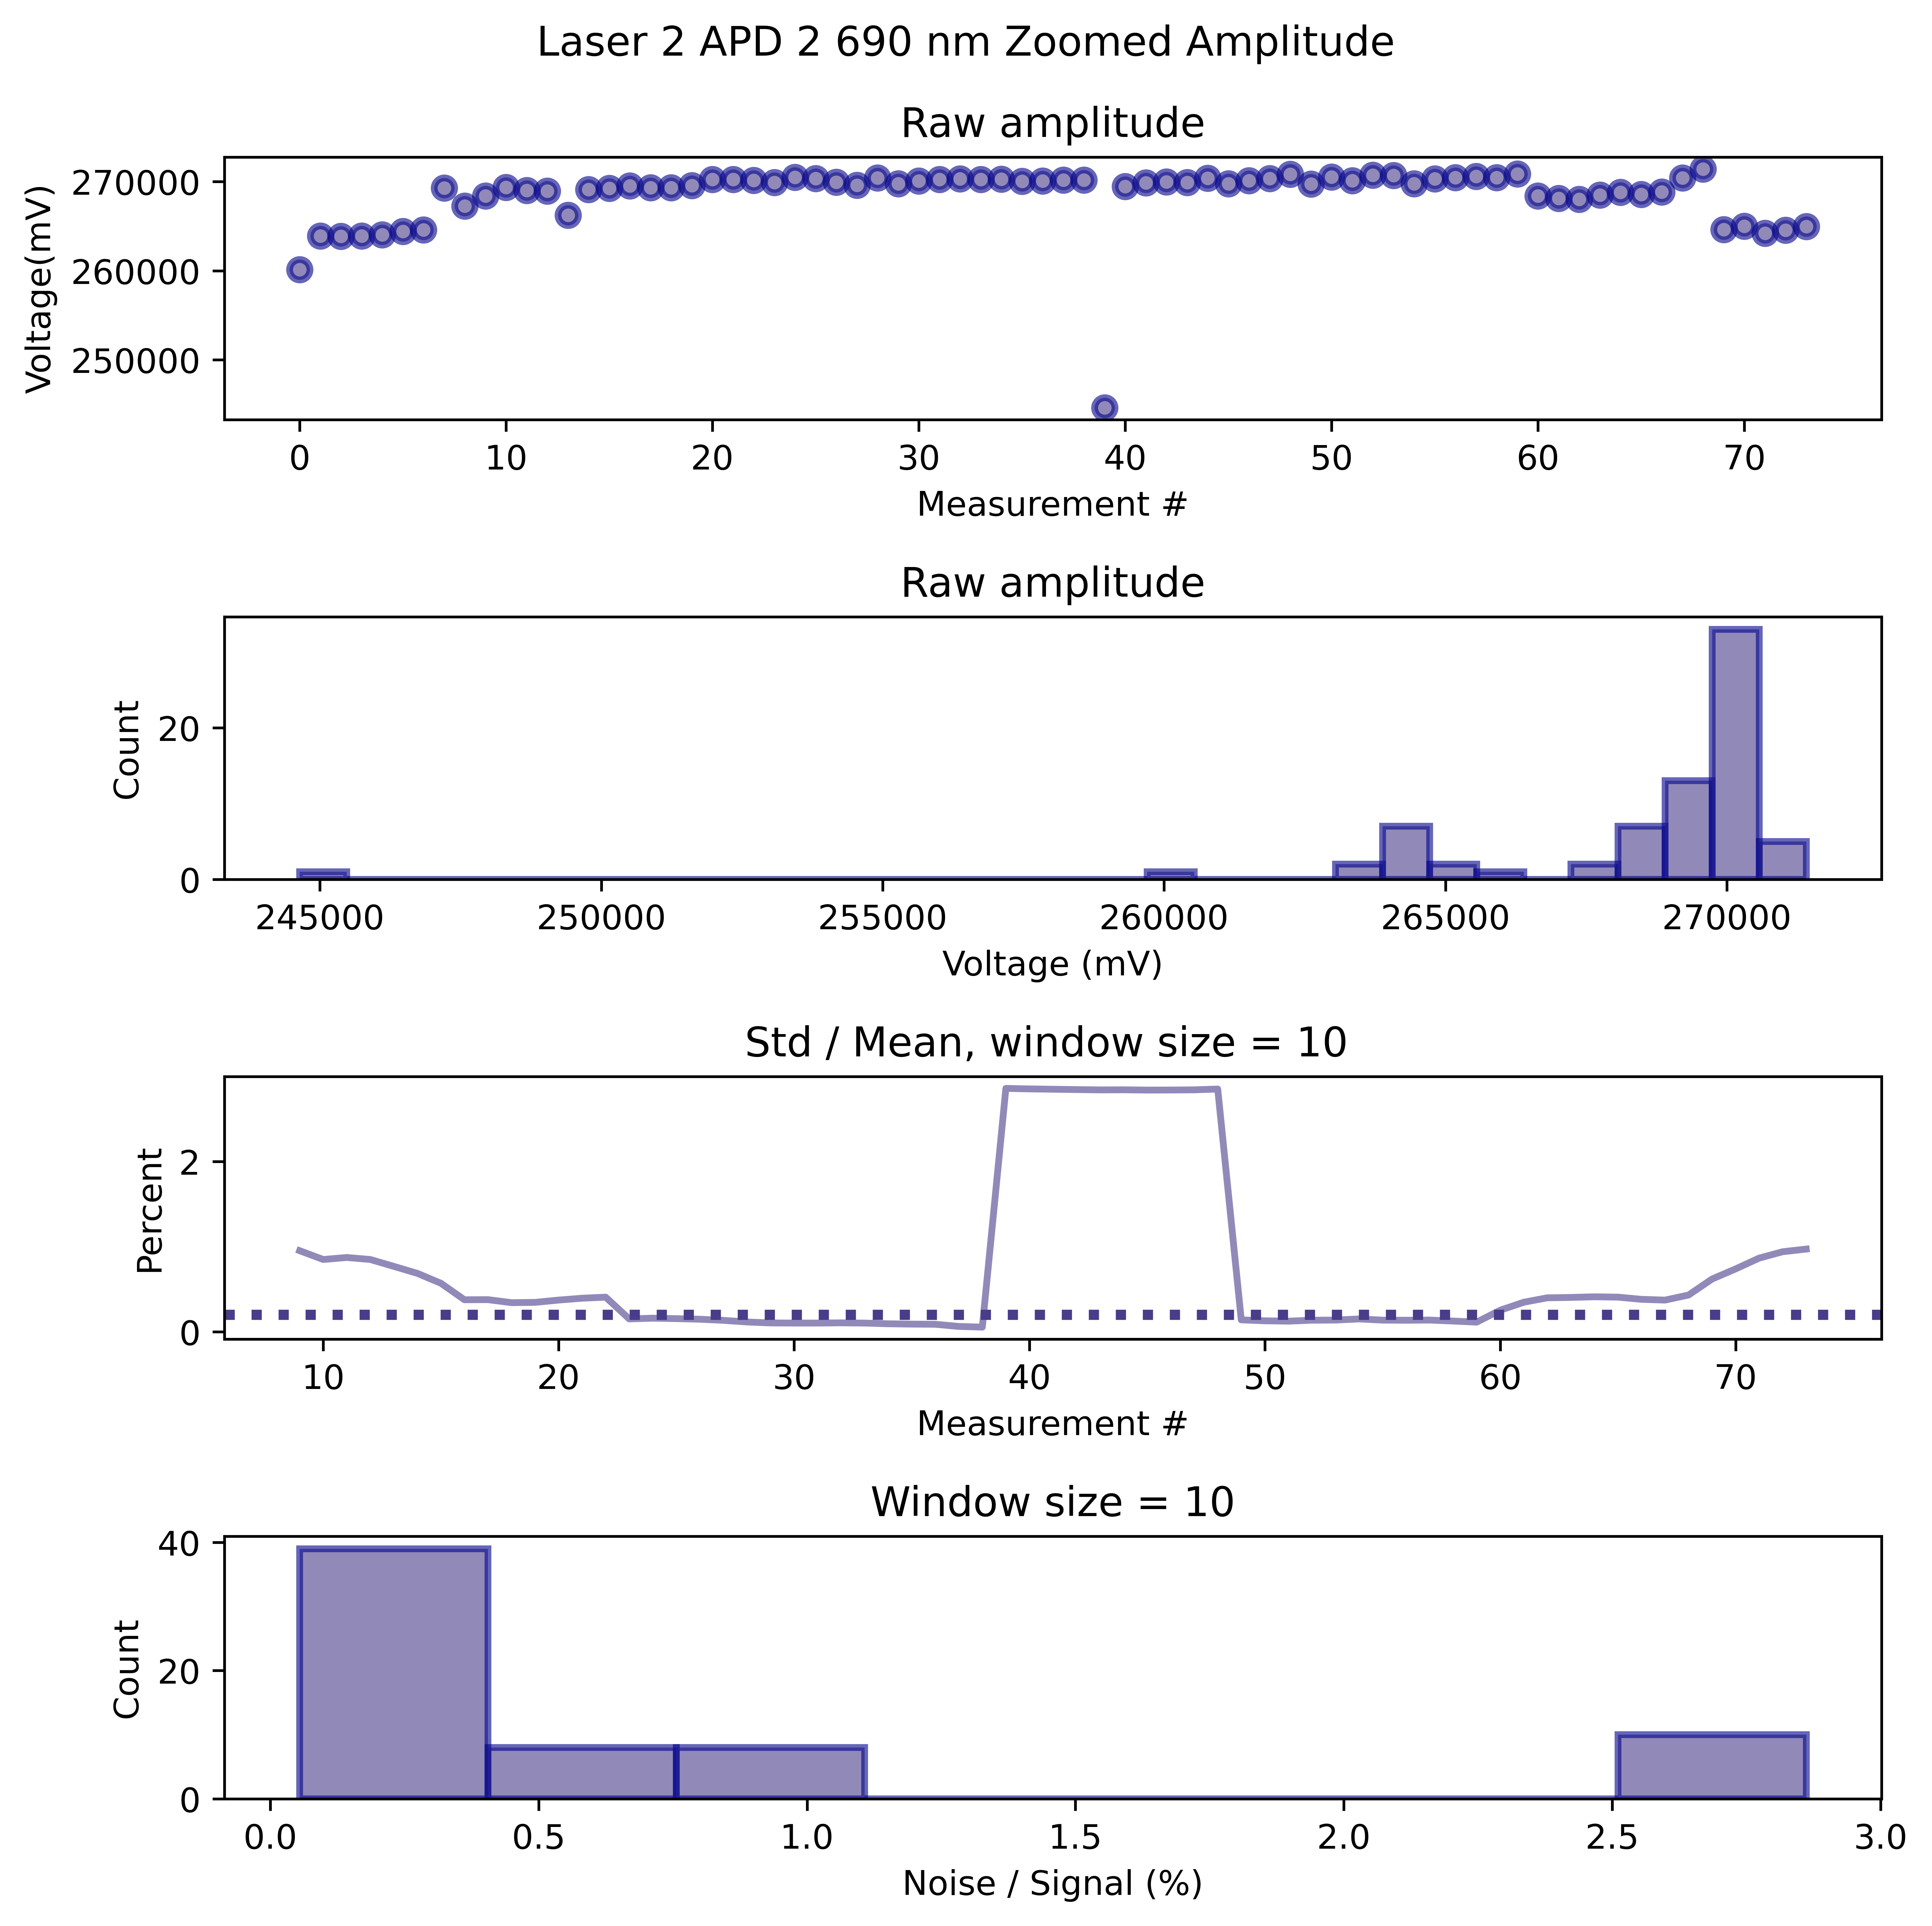 Laser 2 APD 2 690 nm Zoomed Amplitude
Raw amplitude
Voltage(mV)
270000
260000
250000
0 10 20 30 40 50 60 70
Measurement #
Raw amplitude
Count
20
0
245000 250000 255000 260000 265000 270000
Voltage (mV)
Std / Mean, window size = 10
Percent
2
0
10 20 30 40 50 60 70
Measurement #
Window size = 10
Count
40
20
0
0.0 0.5 1.0 1.5 2.0 2.5 3.0
Noise / Signal (%)